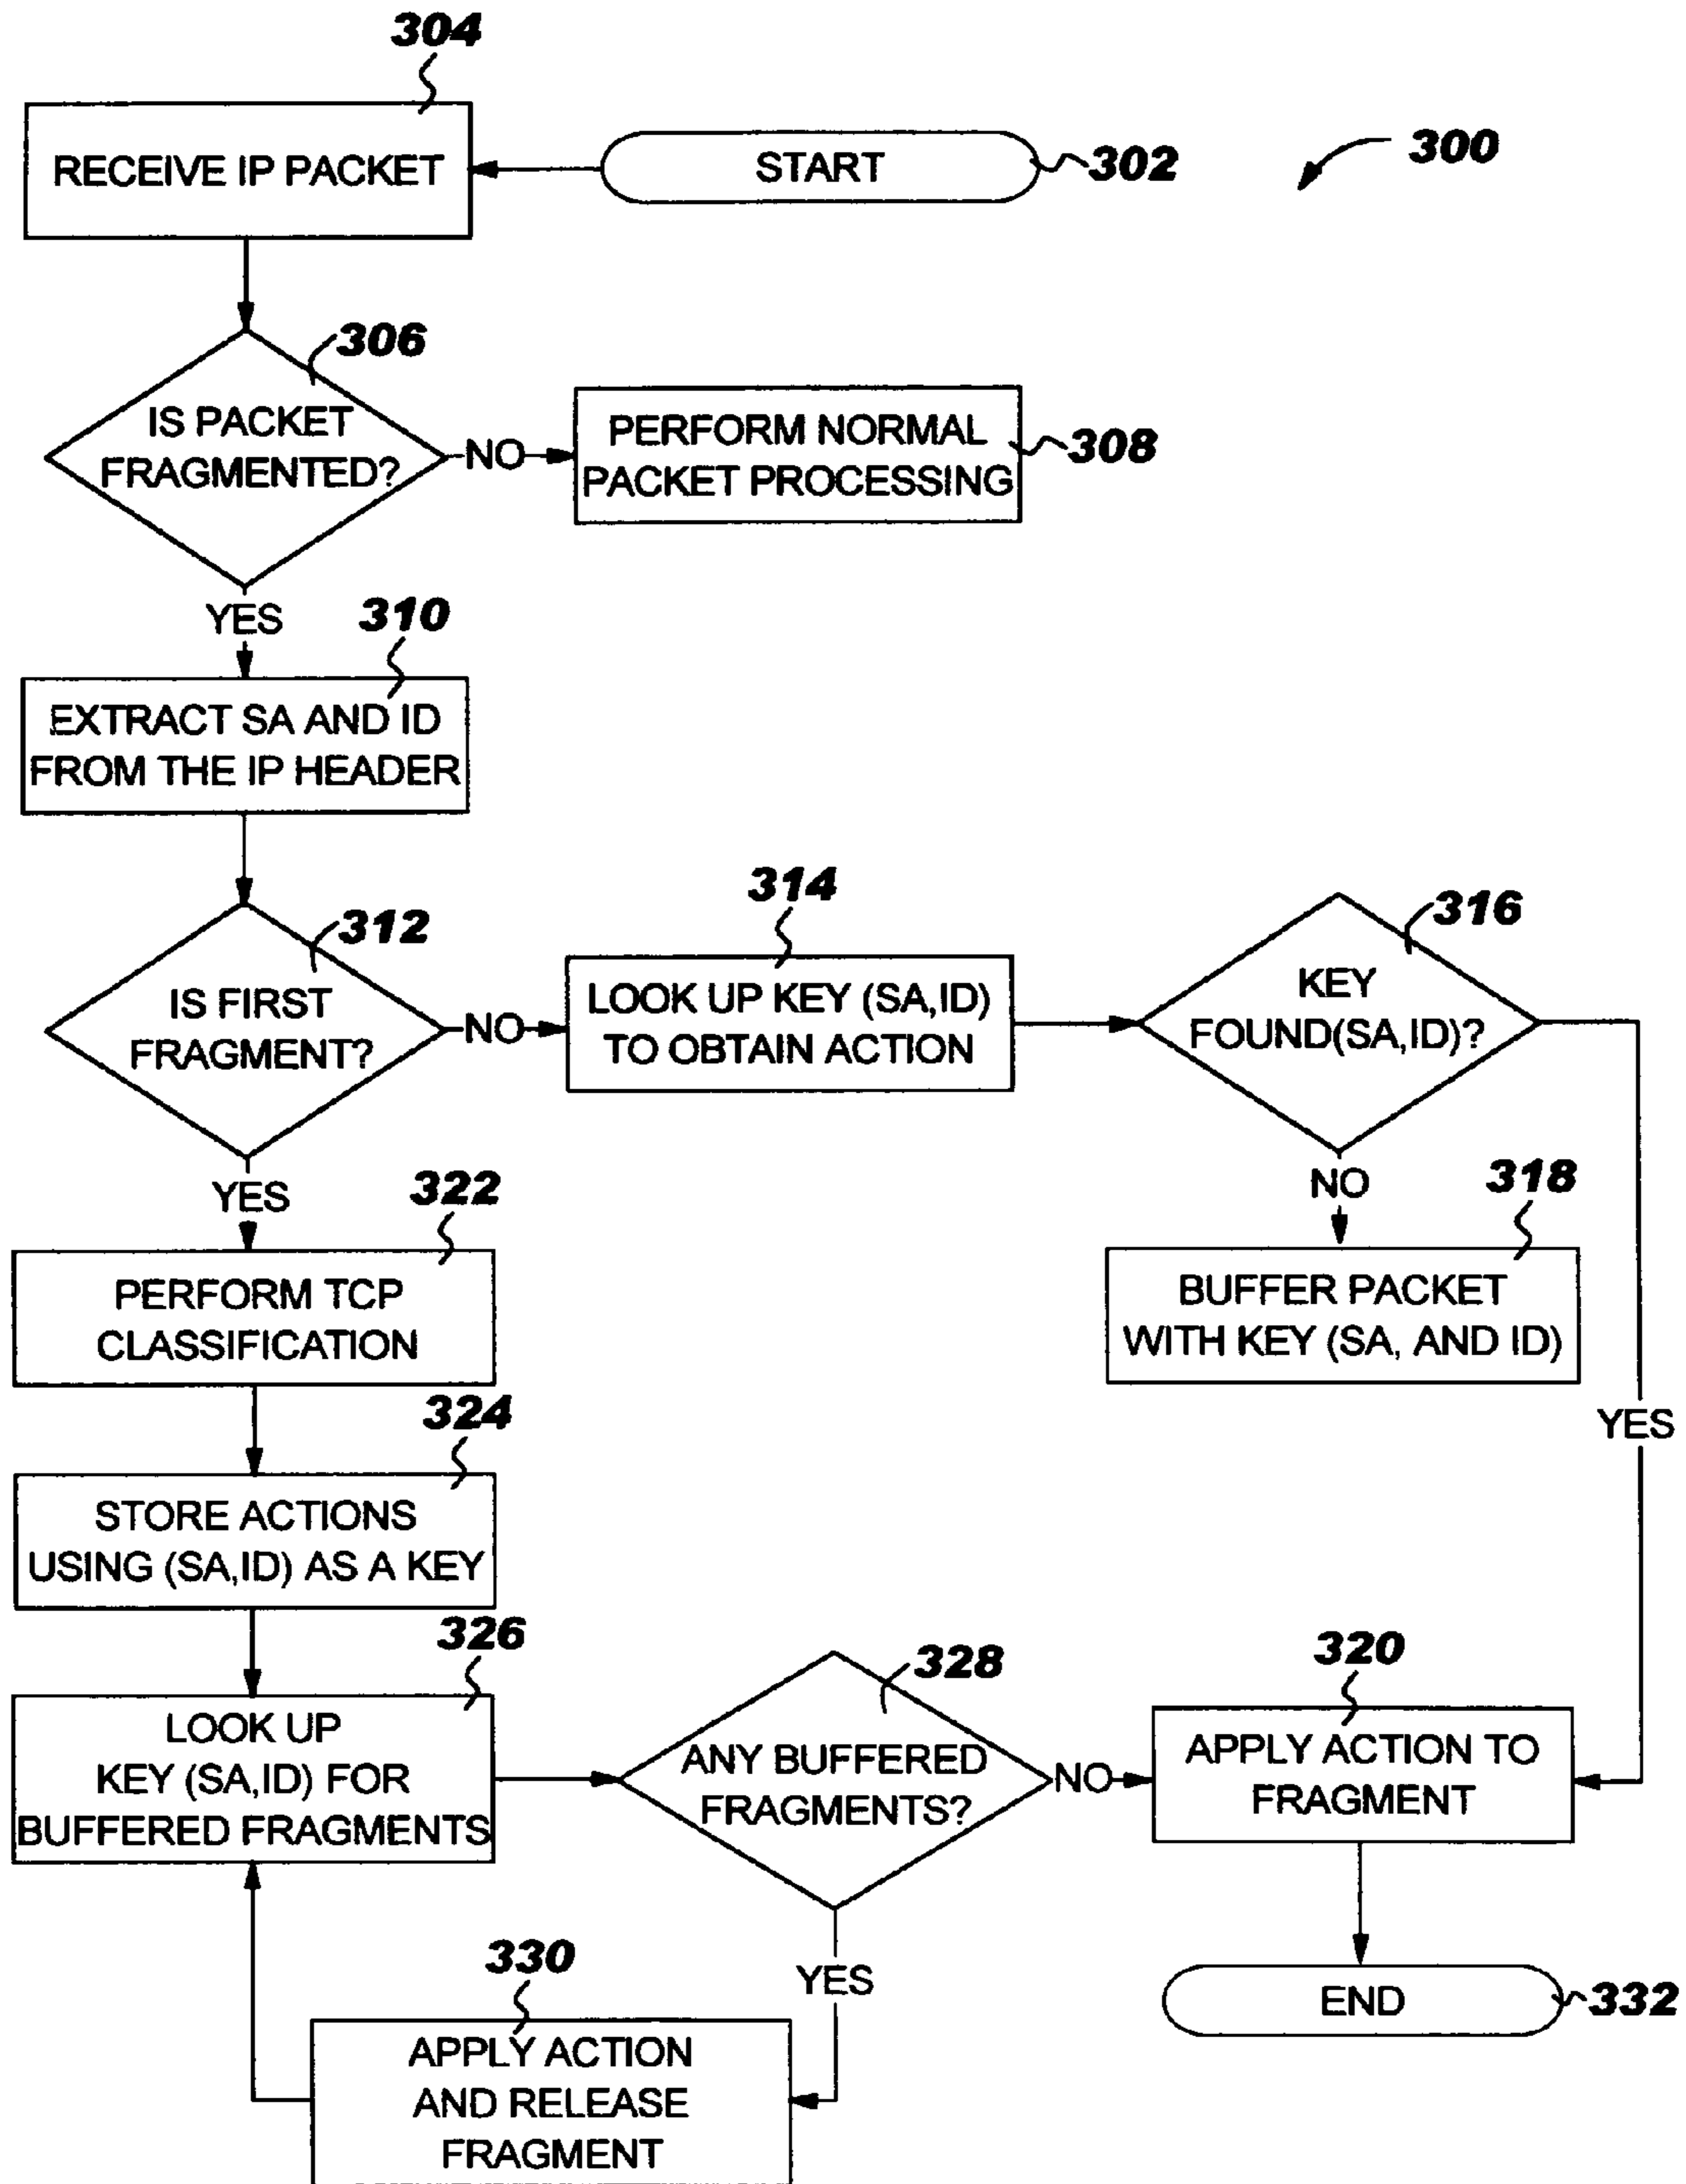 304
RECEIVE IP PACKET
START
302
300
306
IS PACKET
FRAGMENTED?
NO
PERFORM NORMAL
PACKET PROCESSING
308
YES
310
EXTRACT SA AND ID
FROM THE IP HEADER
312
IS FIRST
FRAGMENT?
NO
314
LOOK UP KEY (SA,ID)
TO OBTAIN ACTION
316
KEY
FOUND(SA,ID)?
NO
318
BUFFER PACKET
WITH KEY (SA, AND ID)
YES
YES
322
PERFORM TCP
CLASSIFICATION
324
STORE ACTIONS
USING (SA,ID) AS A KEY
326
LOOK UP
KEY (SA,ID) FOR
BUFFERED FRAGMENTS
328
ANY BUFFERED
FRAGMENTS?
NO
320
APPLY ACTION TO
FRAGMENT
YES
330
APPLY ACTION
AND RELEASE
FRAGMENT
END
332